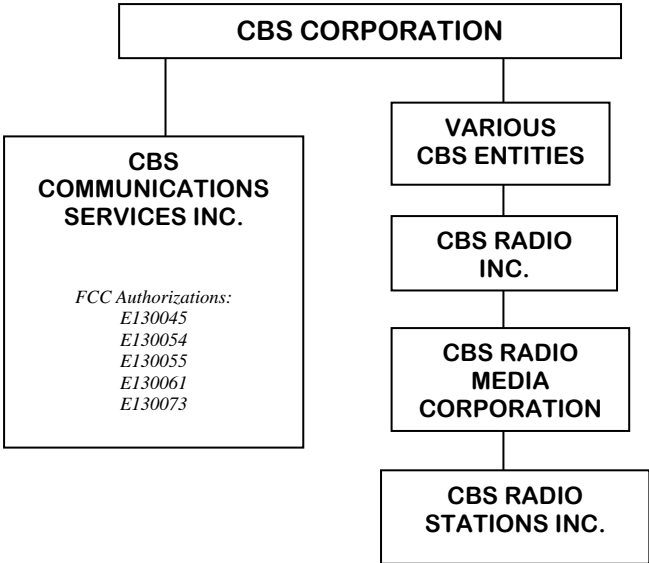 CBS CORPORATION
CBS
COMMUNICATIONS
SERVICES INC.
FCC Authorizations:
E130045
E130054
E130055
E130061
E130073
VARIOUS
CBS ENTITIES
CBS RADIO
INC.
CBS RADIO
MEDIA
CORPORATION
CBS RADIO
STATIONS INC.